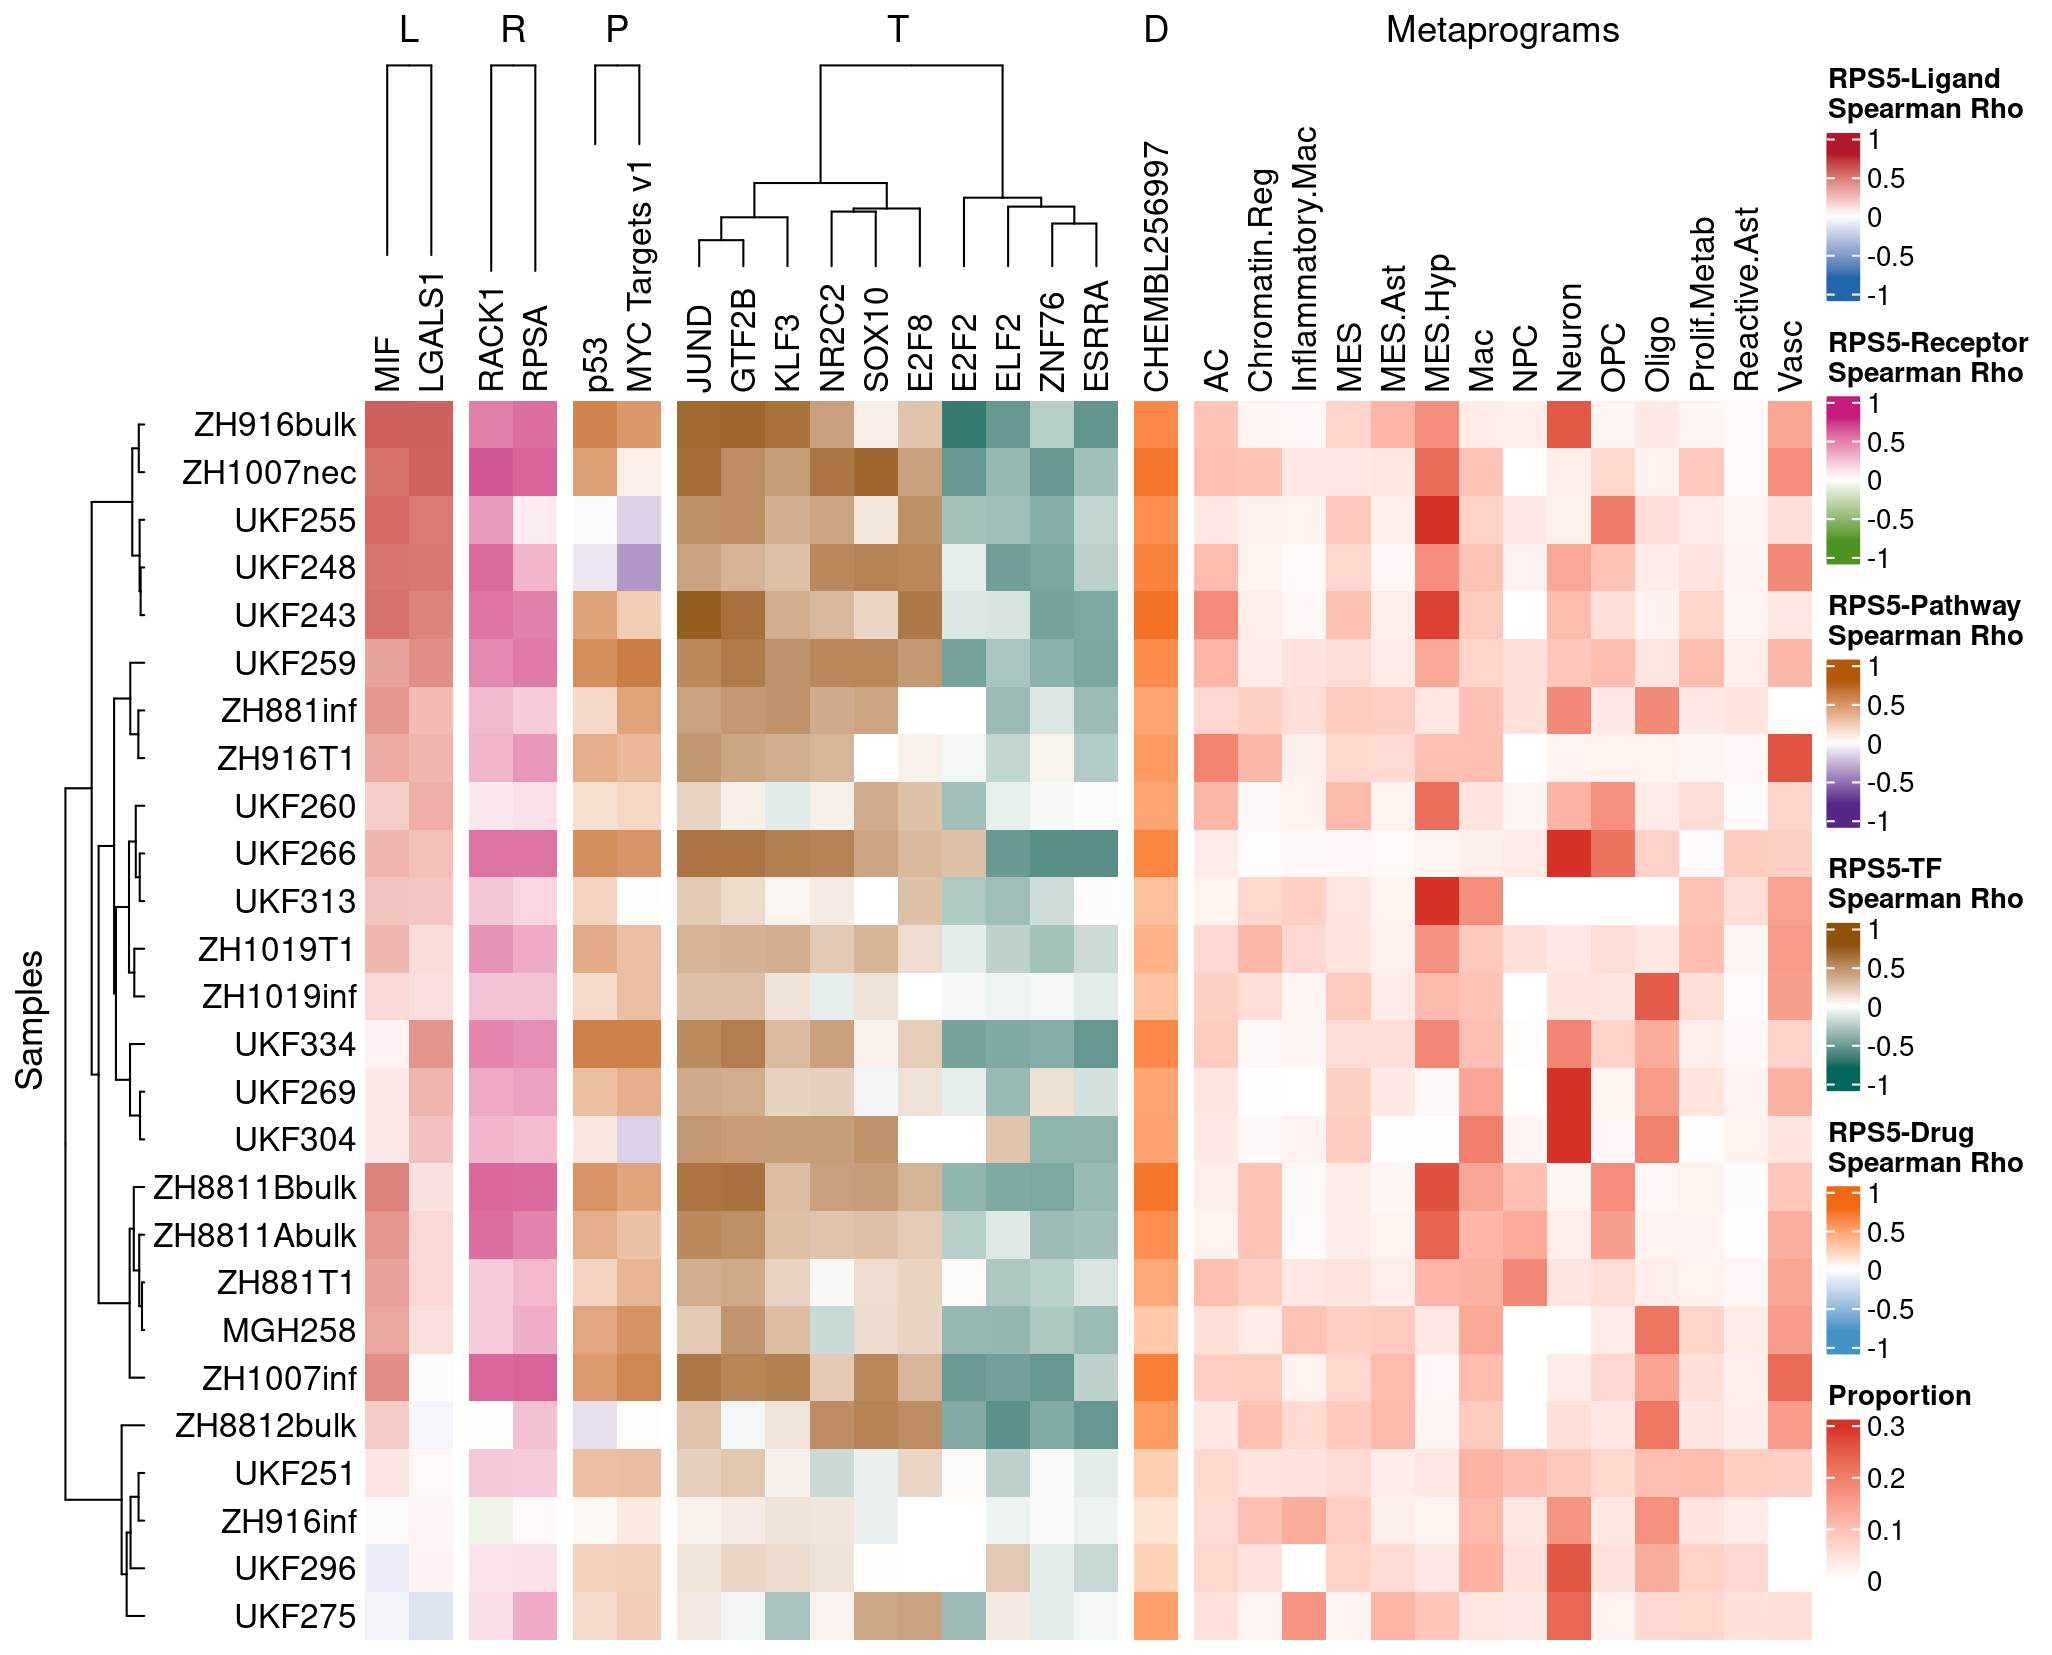 L R P T D Metaprograms
MIF
LGALS1
RACK1
RPSA
p53
MYC Targets v1
JUND
GTF2B
KLF3
NR2C2
SOX10
E2F8
E2F2
ELF2
ZNF76
ESRRA
CHEMBL256997
AC
Chromatin.Reg
Inflammatory.Mac
MES
MES.Ast
MES.Hyp
Mac
NPC
Neuron
OPC
Oligo
Prolif.Metab
Reactive.Ast
Vasc
Samples
ZH916bulk
ZH1007nec
UKF255
UKF248
UKF243
UKF259
ZH881inf
ZH916T1
UKF260
UKF266
UKF313
ZH1019T1
ZH1019inf
UKF334
UKF269
UKF304
ZH8811Bbulk
ZH8811Abulk
ZH881T1
MGH258
ZH1007inf
ZH8812bulk
UKF251
ZH916inf
UKF296
UKF275
RPS5-Ligand
Spearman Rho
1
0.5
0
-0.5
-1
RPS5-Receptor
Spearman Rho
1
0.5
0
-0.5
-1
RPS5-Pathway
Spearman Rho
1
0.5
0
-0.5
-1
RPS5-TF
Spearman Rho
1
0.5
0
-0.5
-1
RPS5-Drug
Spearman Rho
1
0.5
0
-0.5
-1
Proportion
0.3
0.2
0.1
0